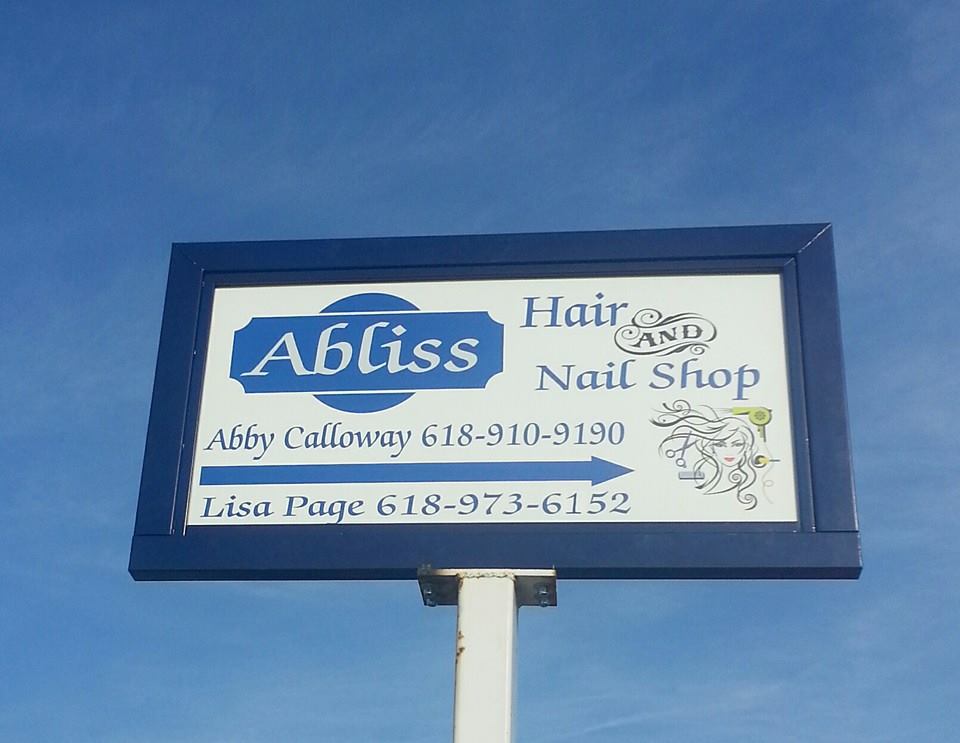 Abliss
Hair AND
Nail Shop
Abby Calloway 618-910-9190
Lisa Page 618-973-6152